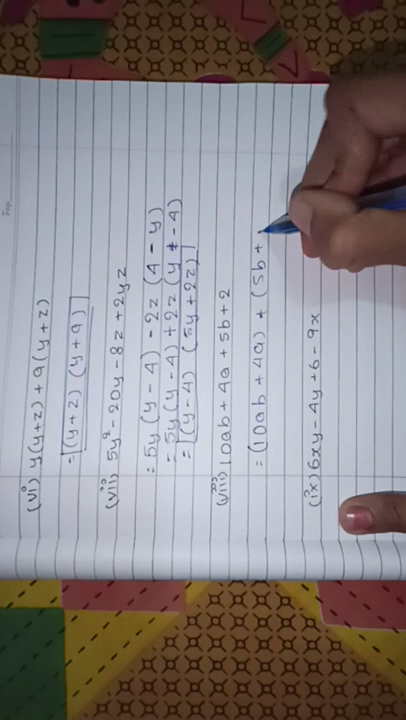 (vi) y(y+z) + 9(y+z)
= (y+z) (y+9)
(vii) 5y² - 20y - 8z + 2yz
= 5y (y - 4) - 2z (4 - y)
= 5y (y - 4) + 2z (y - 4)
= (y - 4) (5y + 2z)
(viii) 10ab + 4a + 5b + 2
= (10ab + 4a) + (5b +
(ix) 6xy - 4y + 6 - 9x